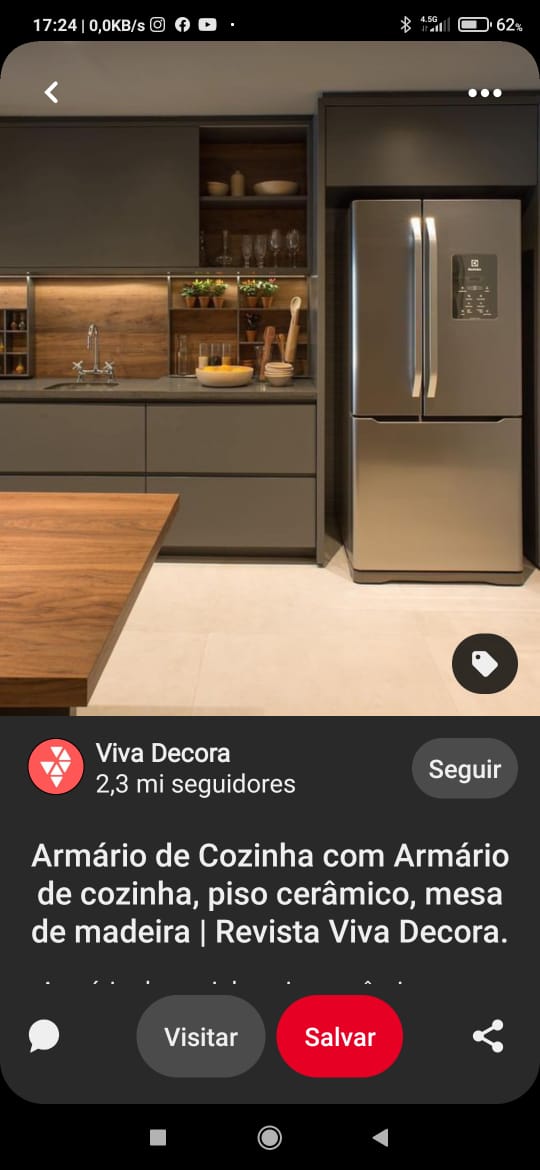 17:24 | 0,0KB/s
4.5G
62%
Viva Decora
2,3 mi seguidores
Seguir
Armário de Cozinha com Armário
de cozinha, piso cerâmico, mesa
de madeira | Revista Viva Decora.
Visitar
Salvar